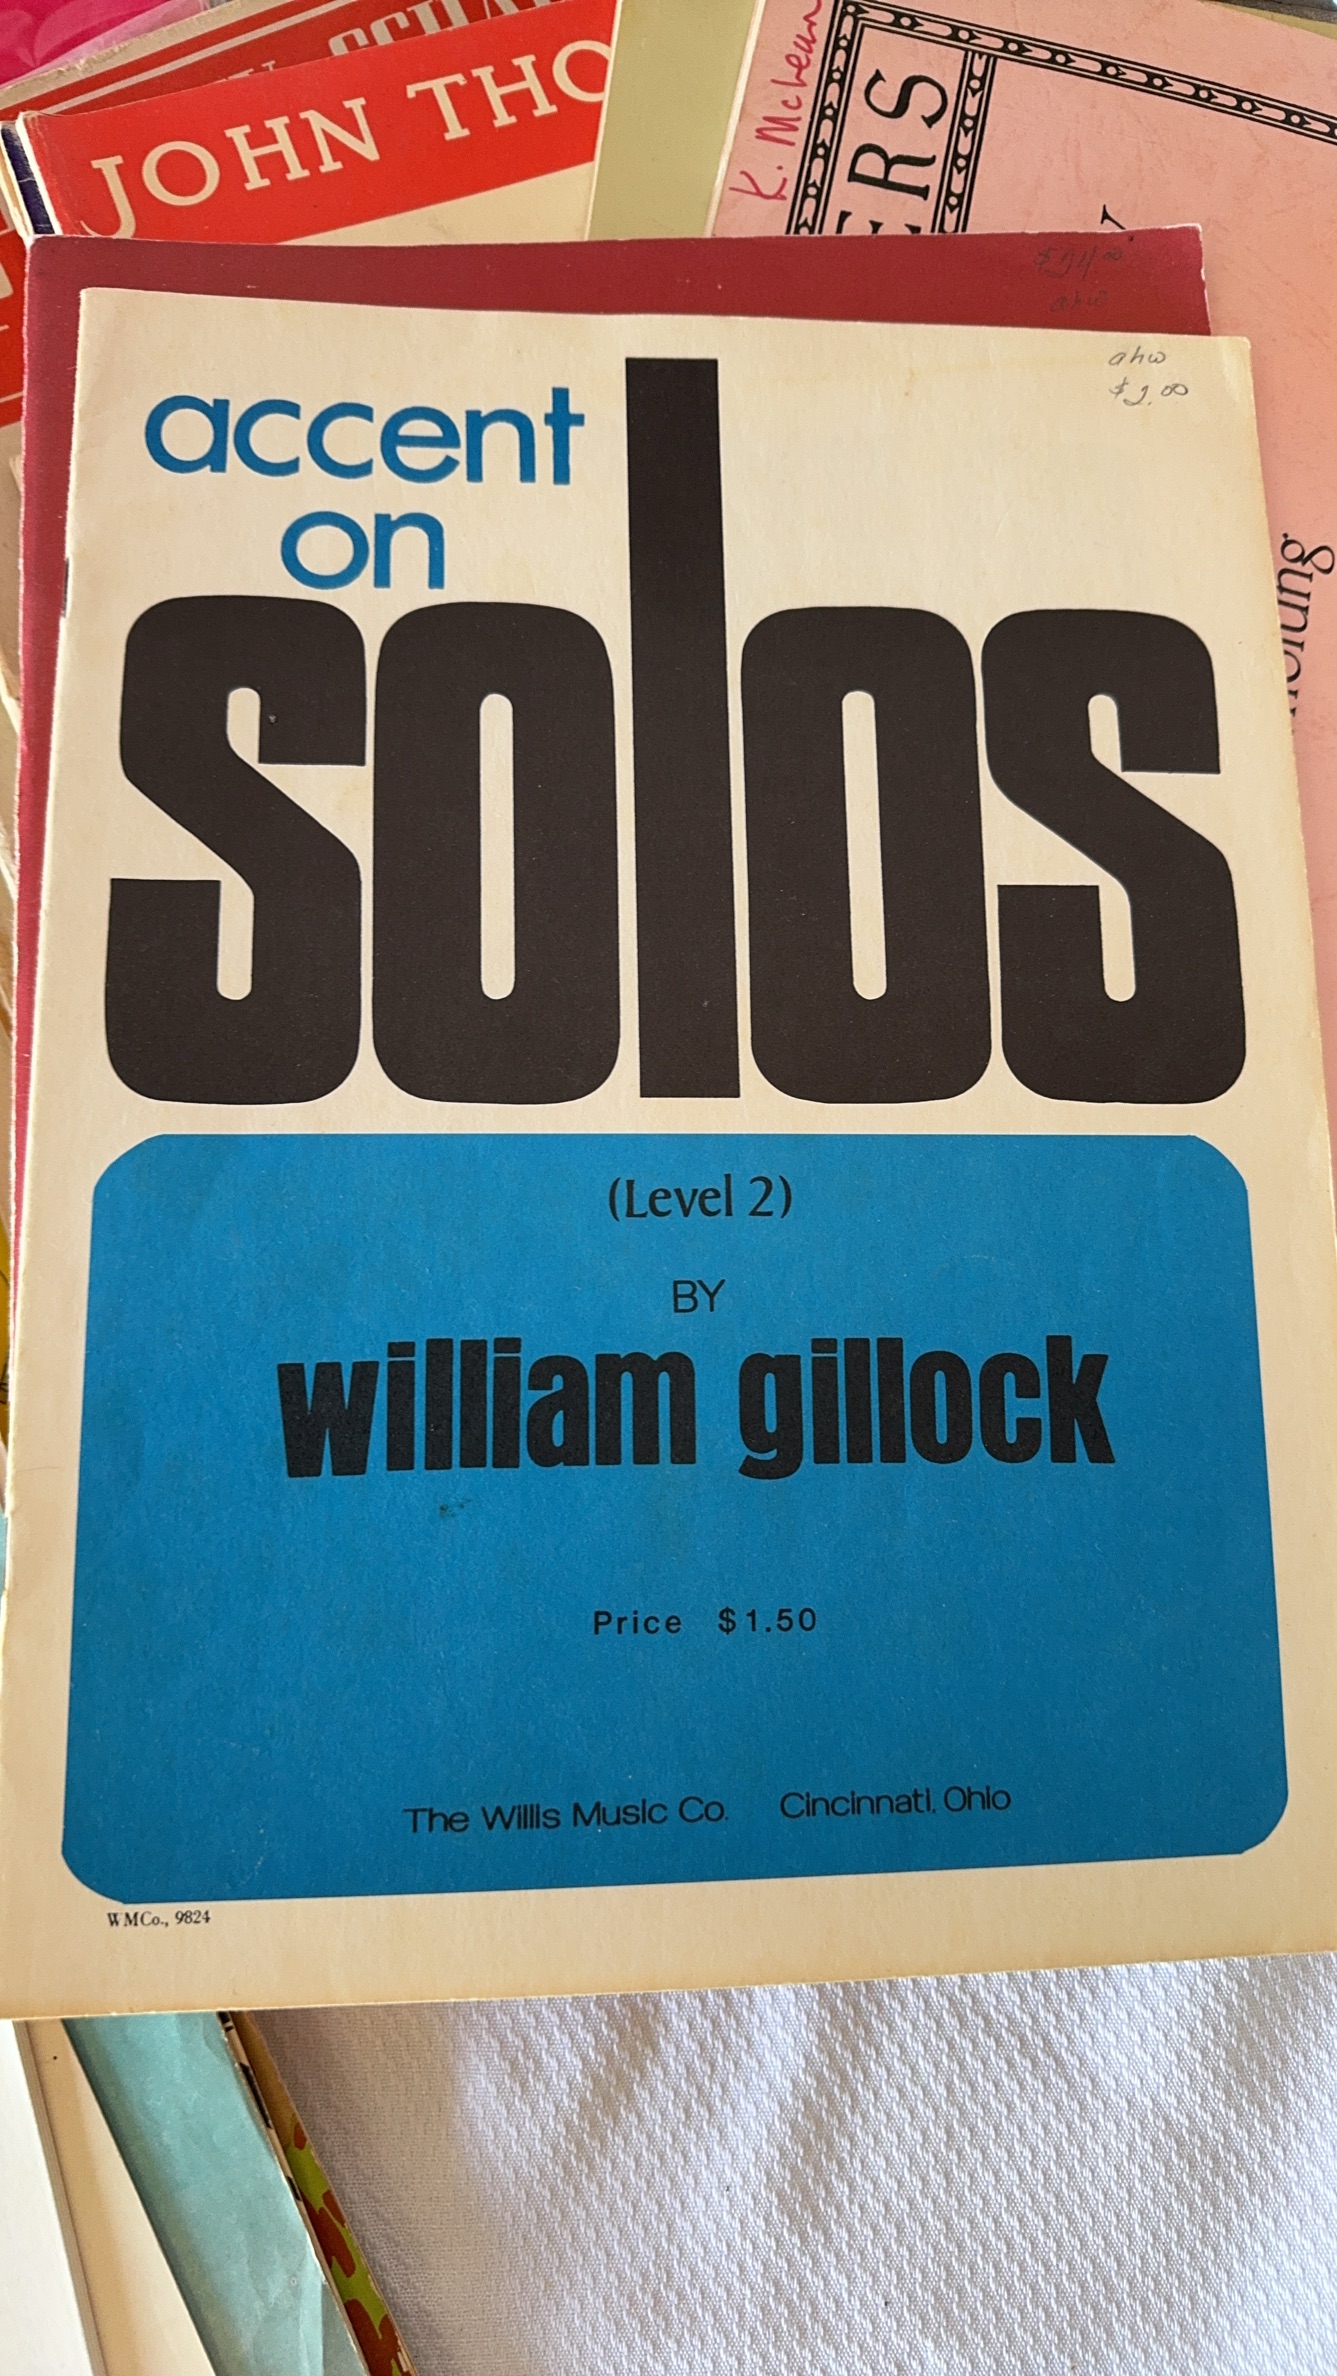 JOHN THO
K. McLean
ERS
ahw
$2.00
accent
on
solos
(Level 2)
BY
william gillock
Price $1.50
The Willis Music Co. Cincinnati, Ohio
WMCo., 9824